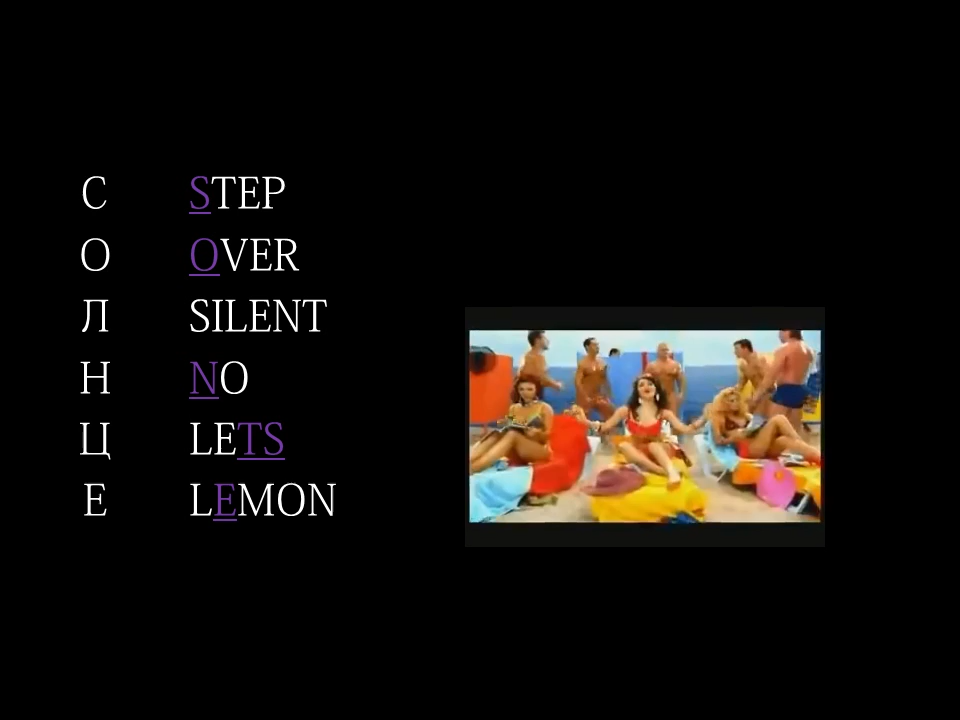 С STEP
О OVER
Л SILENT
Н NO
Ц LETS
Е LEMON